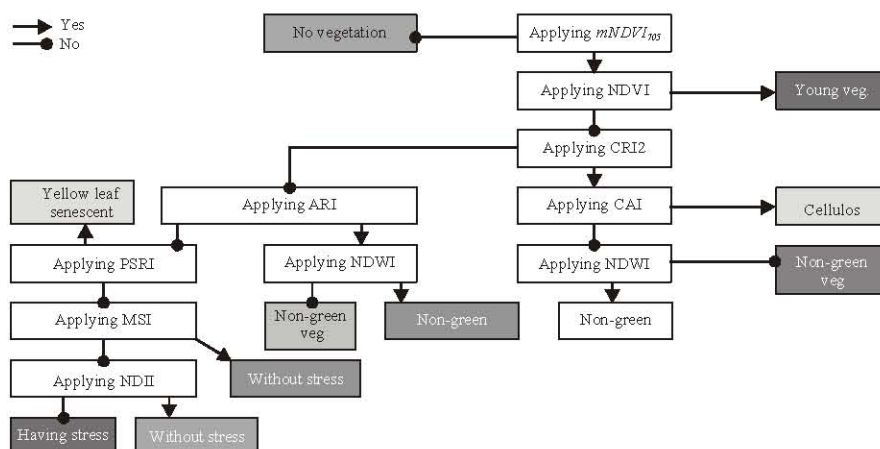 Yes
No
No vegetation
Applying mNDVI705
Applying NDVI
Young veg.
Applying CRI2
Yellow leaf
senescent
Applying ARI
Applying CAI
Cellulos
Applying PSRI
Applying NDWI
Applying NDWI
Non-green
veg
Applying MSI
Non-green
veg
Non-green
Non-green
Applying NDII
Without stress
Having stress
Without stress